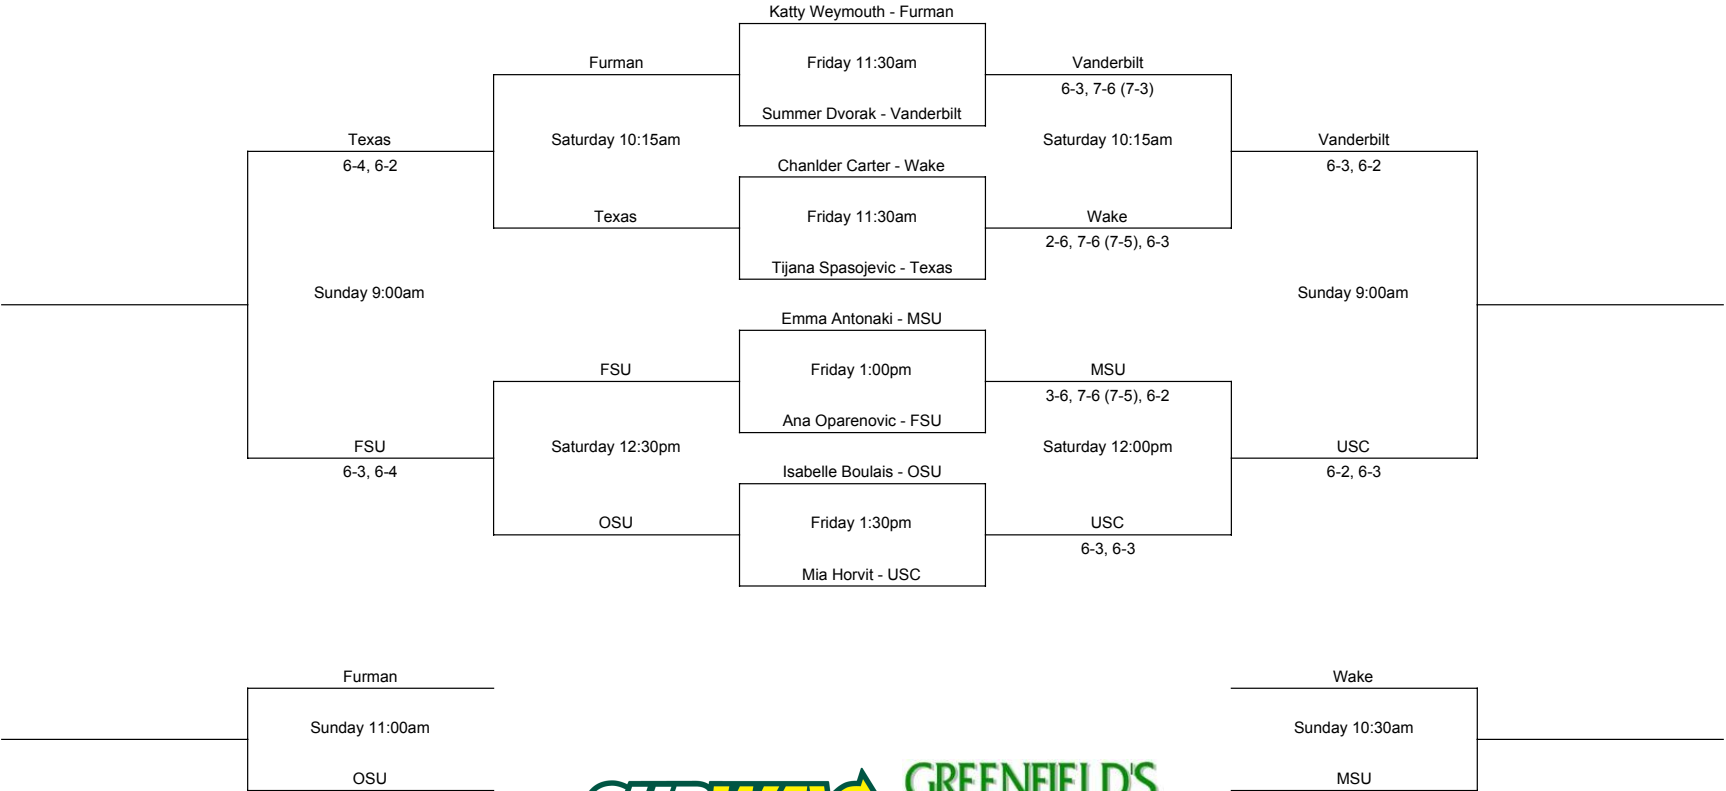 Katty Weymouth - Furman
Furman
Friday 11:30am
Vanderbilt
6-3, 7-6 (7-3)
Summer Dvorak - Vanderbilt
Texas
Saturday 10:15am
Saturday 10:15am
Vanderbilt
6-4, 6-2
Chanlder Carter - Wake
6-3, 6-2
Texas
Friday 11:30am
Wake
2-6, 7-6 (7-5), 6-3
Tijana Spasojevic - Texas
Sunday 9:00am
Sunday 9:00am
Emma Antonaki - MSU
FSU
Friday 1:00pm
MSU
3-6, 7-6 (7-5), 6-2
Ana Oparenovic - FSU
FSU
Saturday 12:30pm
Saturday 12:00pm
USC
6-3, 6-4
Isabelle Boulais - OSU
6-2, 6-3
OSU
Friday 1:30pm
USC
6-3, 6-3
Mia Horvit - USC
Furman
Wake
Sunday 11:00am
Sunday 10:30am
OSU
SUBWAY
GREENFIELD'S
MSU